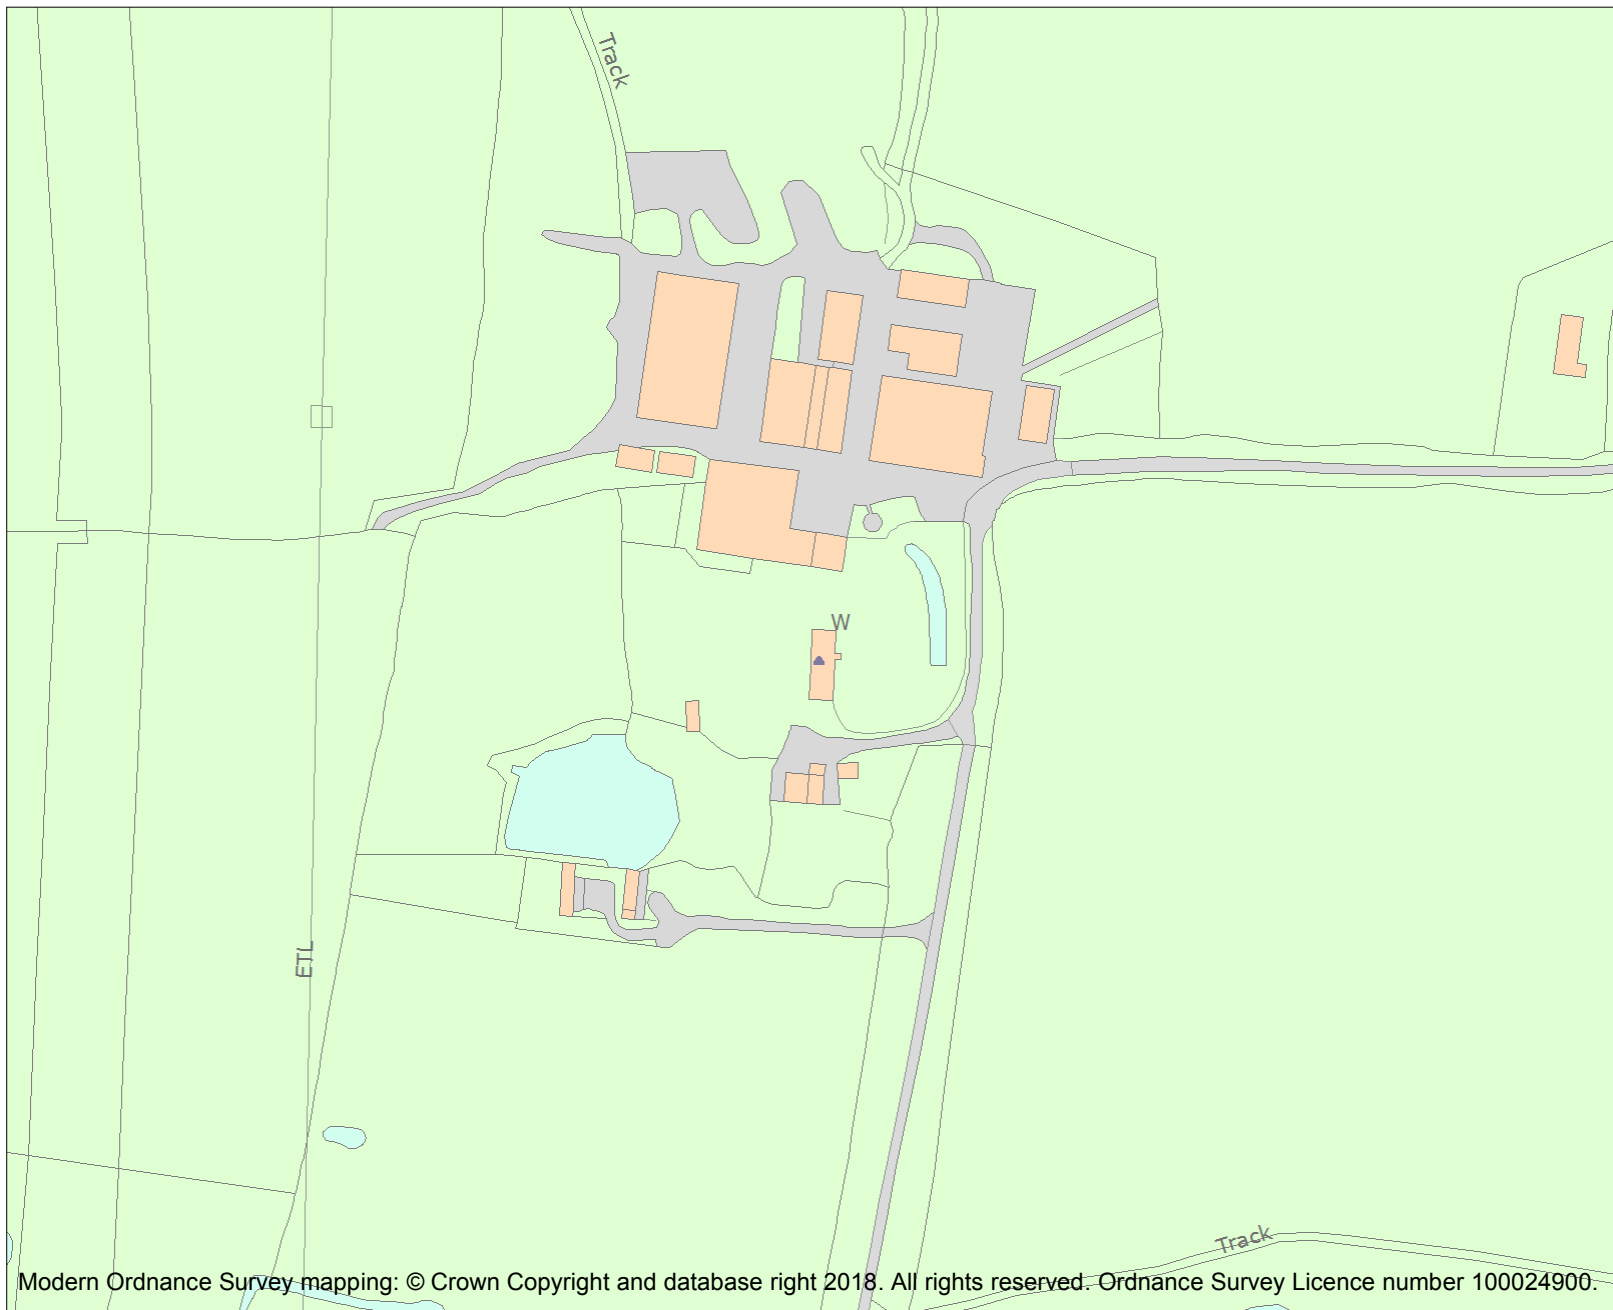 Track
W
ETL
Track
Modern Ordnance Survey mapping: © Crown Copyright and database right 2018. All rights reserved. Ordnance Survey Licence number 100024900.